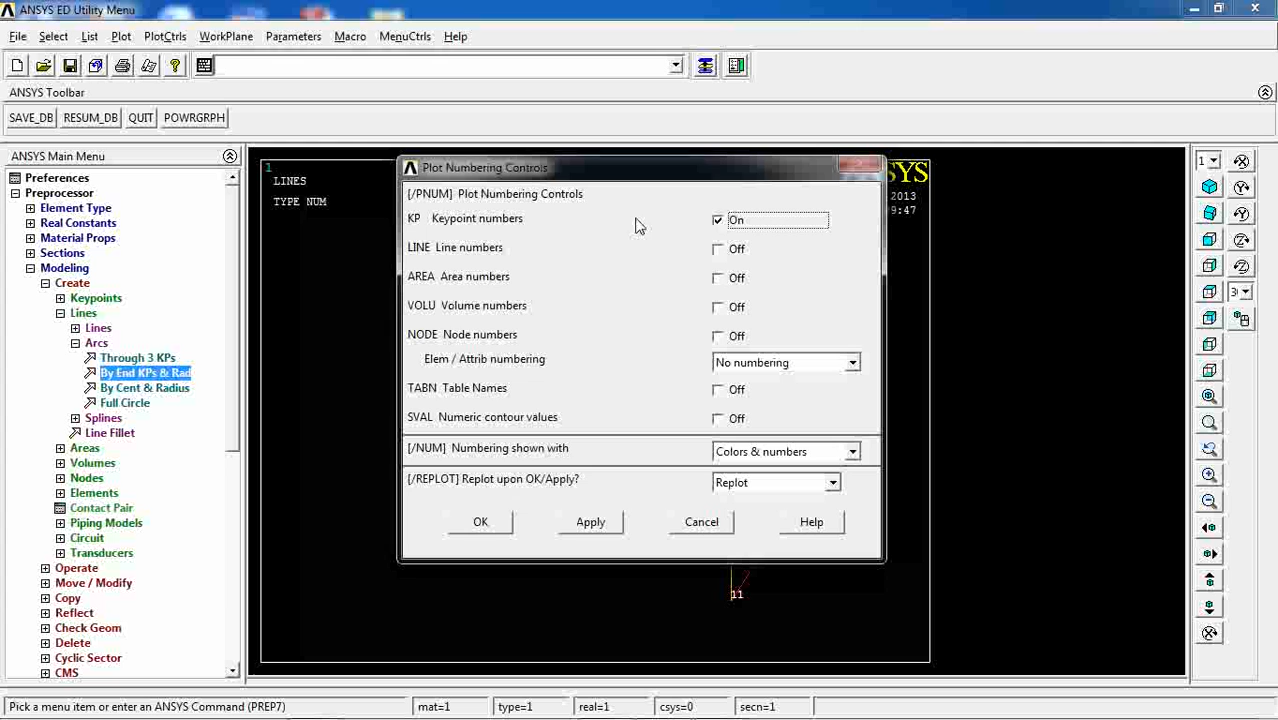 ANSYS ED Utility Menu
File Select List Plot PlotCtrls WorkPlane Parameters Macro MenuCtrls Help
ANSYS Toolbar
SAVE_DB RESUM_DB QUIT POWRGRPH
ANSYS Main Menu
Preferences
Preprocessor
Element Type
Real Constants
Material Props
Sections
Modeling
Create
Keypoints
Lines
Lines
Arcs
Through 3 KPs
By End KPs & Rad
By Cent & Radius
Full Circle
Splines
Line Fillet
Areas
Volumes
Nodes
Elements
Contact Pair
Piping Models
Circuit
Transducers
Operate
Move / Modify
Copy
Reflect
Check Geom
Delete
Cyclic Sector
CMS
1
LINES
TYPE NUM
SYS
2013
9:47
Plot Numbering Controls
[/PNUM] Plot Numbering Controls
KP Keypoint numbers On
LINE Line numbers Off
AREA Area numbers Off
VOLU Volume numbers Off
NODE Node numbers Off
Elem / Attrib numbering No numbering
TABN Table Names Off
SVAL Numeric contour values Off
[/NUM] Numbering shown with Colors & numbers
[/REPLOT] Replot upon OK/Apply? Replot
OK Apply Cancel Help
11
1
3
Pick a menu item or enter an ANSYS Command (PREP7) mat=1 type=1 real=1 csys=0 secn=1